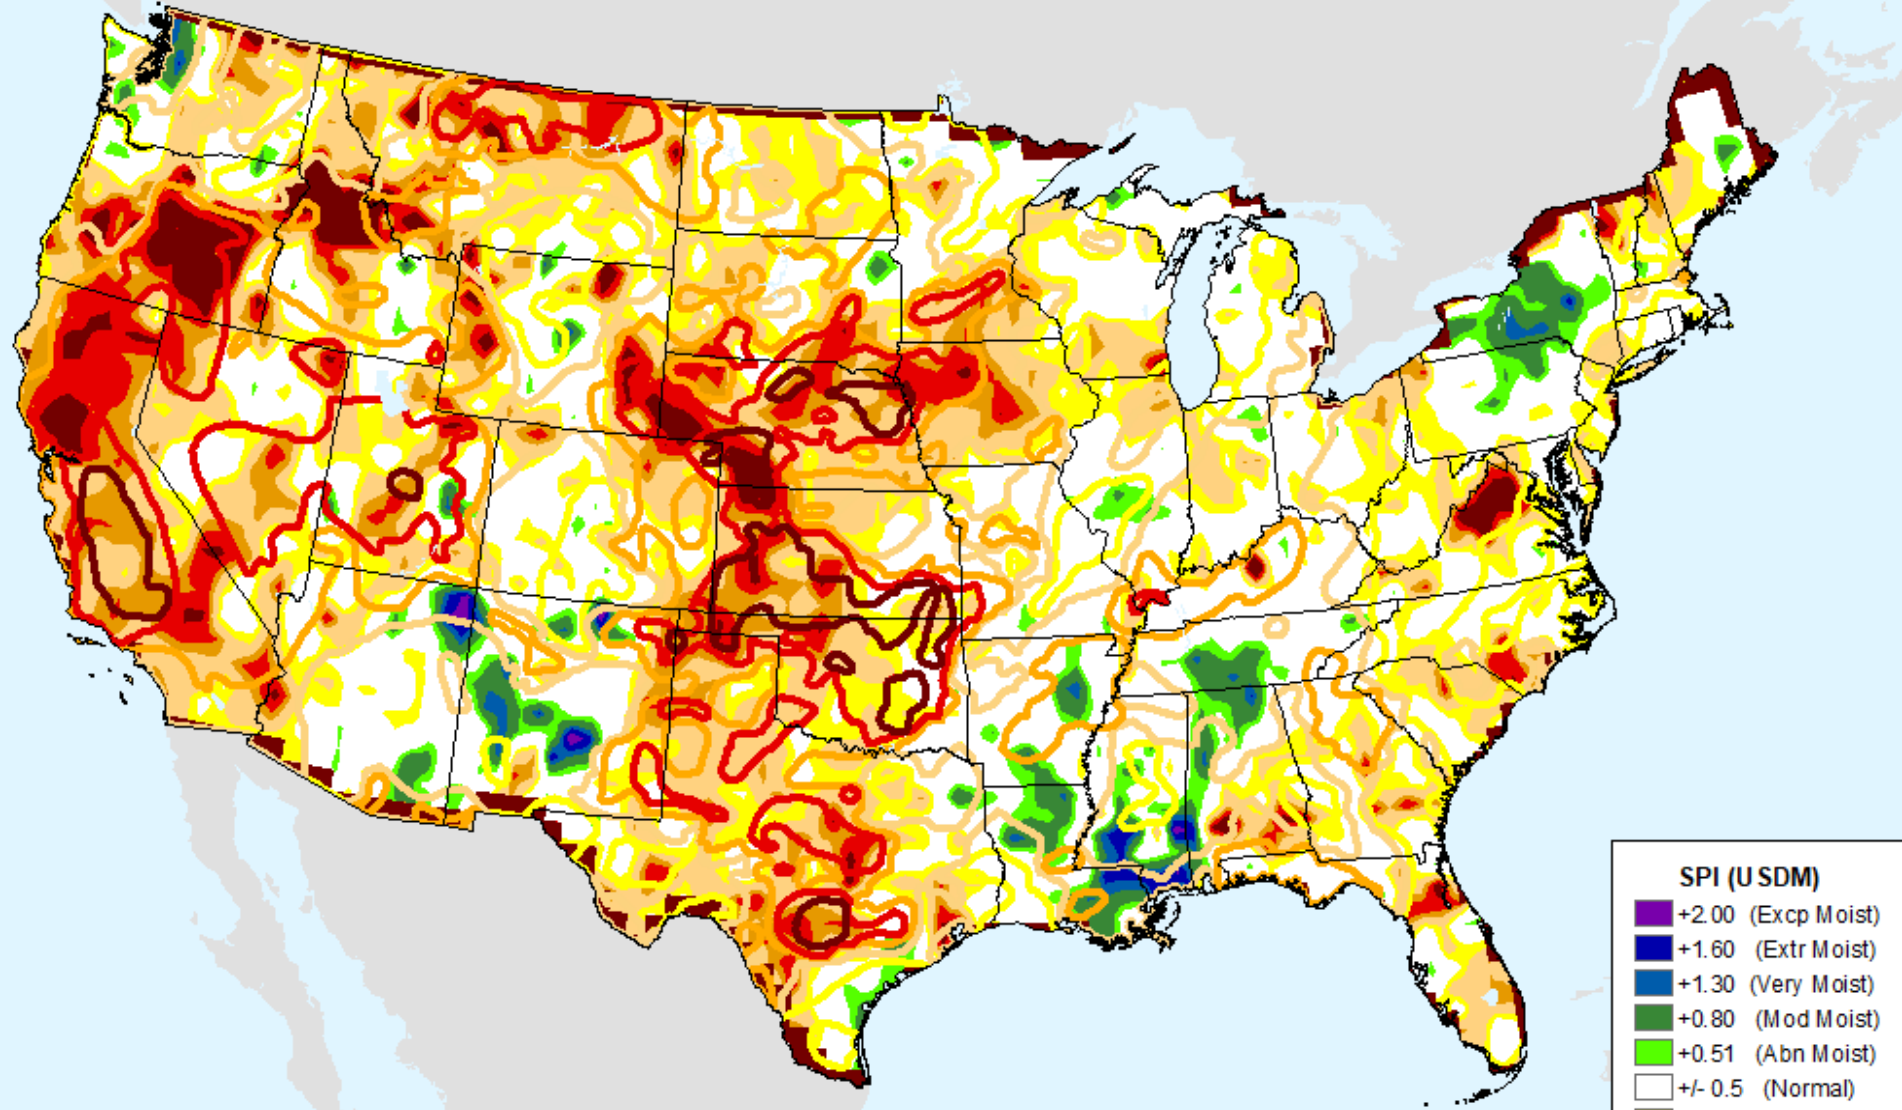 SPI (USDM)
+2.00 (Excp Moist)
+1.60 (Extr Moist)
+1.30 (Very Moist)
+0.80 (Mod Moist)
+0.51 (Abn Moist)
+/- 0.5 (Normal)